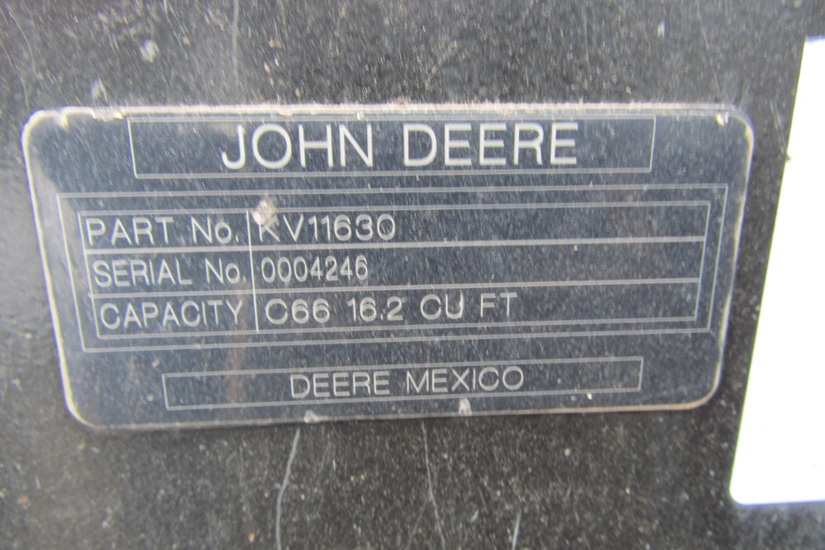 JOHN DEERE
PART No. KV11630
SERIAL No. 0004246
CAPACITY C66 16.2 CU FT
DEERE MEXICO